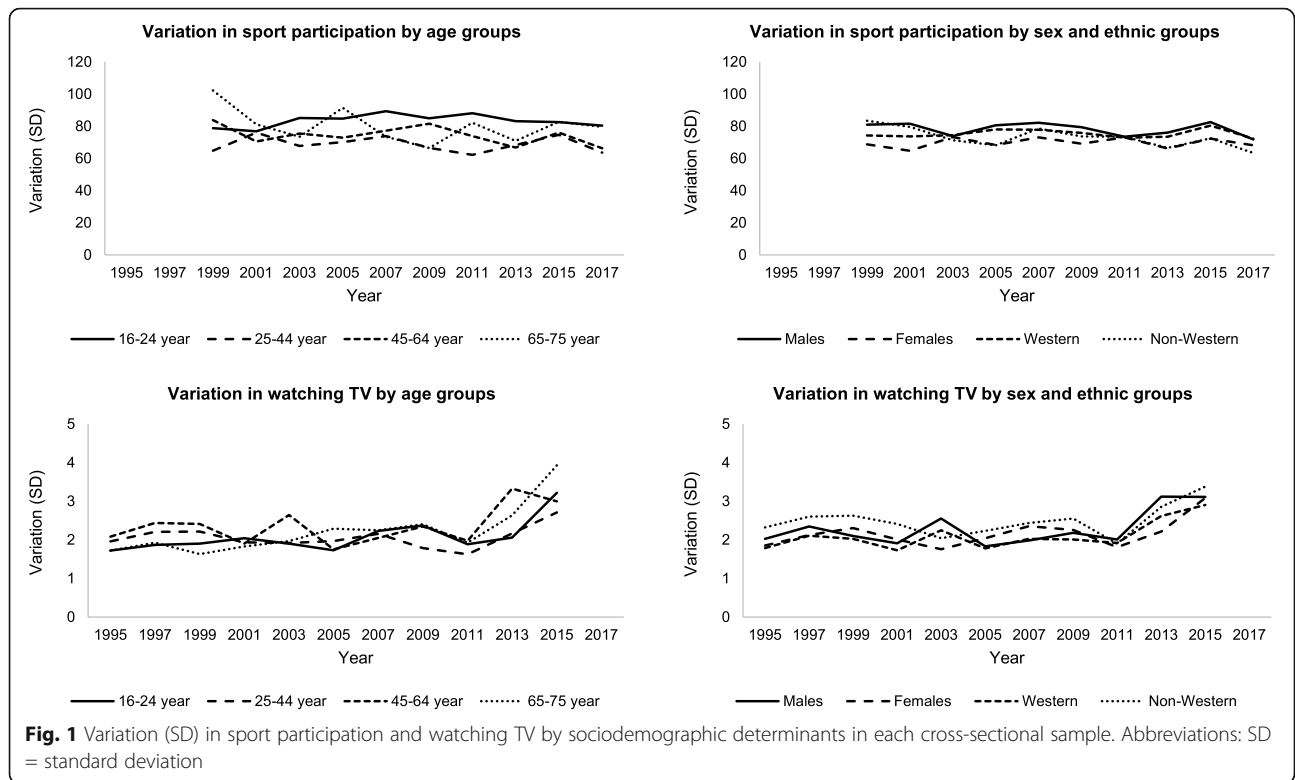 Variation in sport participation by age groups
120
100
80
60
40
20
0
Variation (SD)
1995 1997 1999 2001 2003 2005 2007 2009 2011 2013 2015 2017
Year
16-24 year 25-44 year 45-64 year 65-75 year
Variation in sport participation by sex and ethnic groups
120
100
80
60
40
20
0
Variation (SD)
1995 1997 1999 2001 2003 2005 2007 2009 2011 2013 2015 2017
Year
Males Females Western Non-Western
Variation in watching TV by age groups
5
4
3
2
1
0
Variation (SD)
1995 1997 1999 2001 2003 2005 2007 2009 2011 2013 2015 2017
Year
16-24 year 25-44 year 45-64 year 65-75 year
Variation in watching TV by sex and ethnic groups
5
4
3
2
1
0
Variation (SD)
1995 1997 1999 2001 2003 2005 2007 2009 2011 2013 2015 2017
Year
Males Females Western Non-Western
Fig. 1 Variation (SD) in sport participation and watching TV by sociodemographic determinants in each cross-sectional sample. Abbreviations: SD
= standard deviation